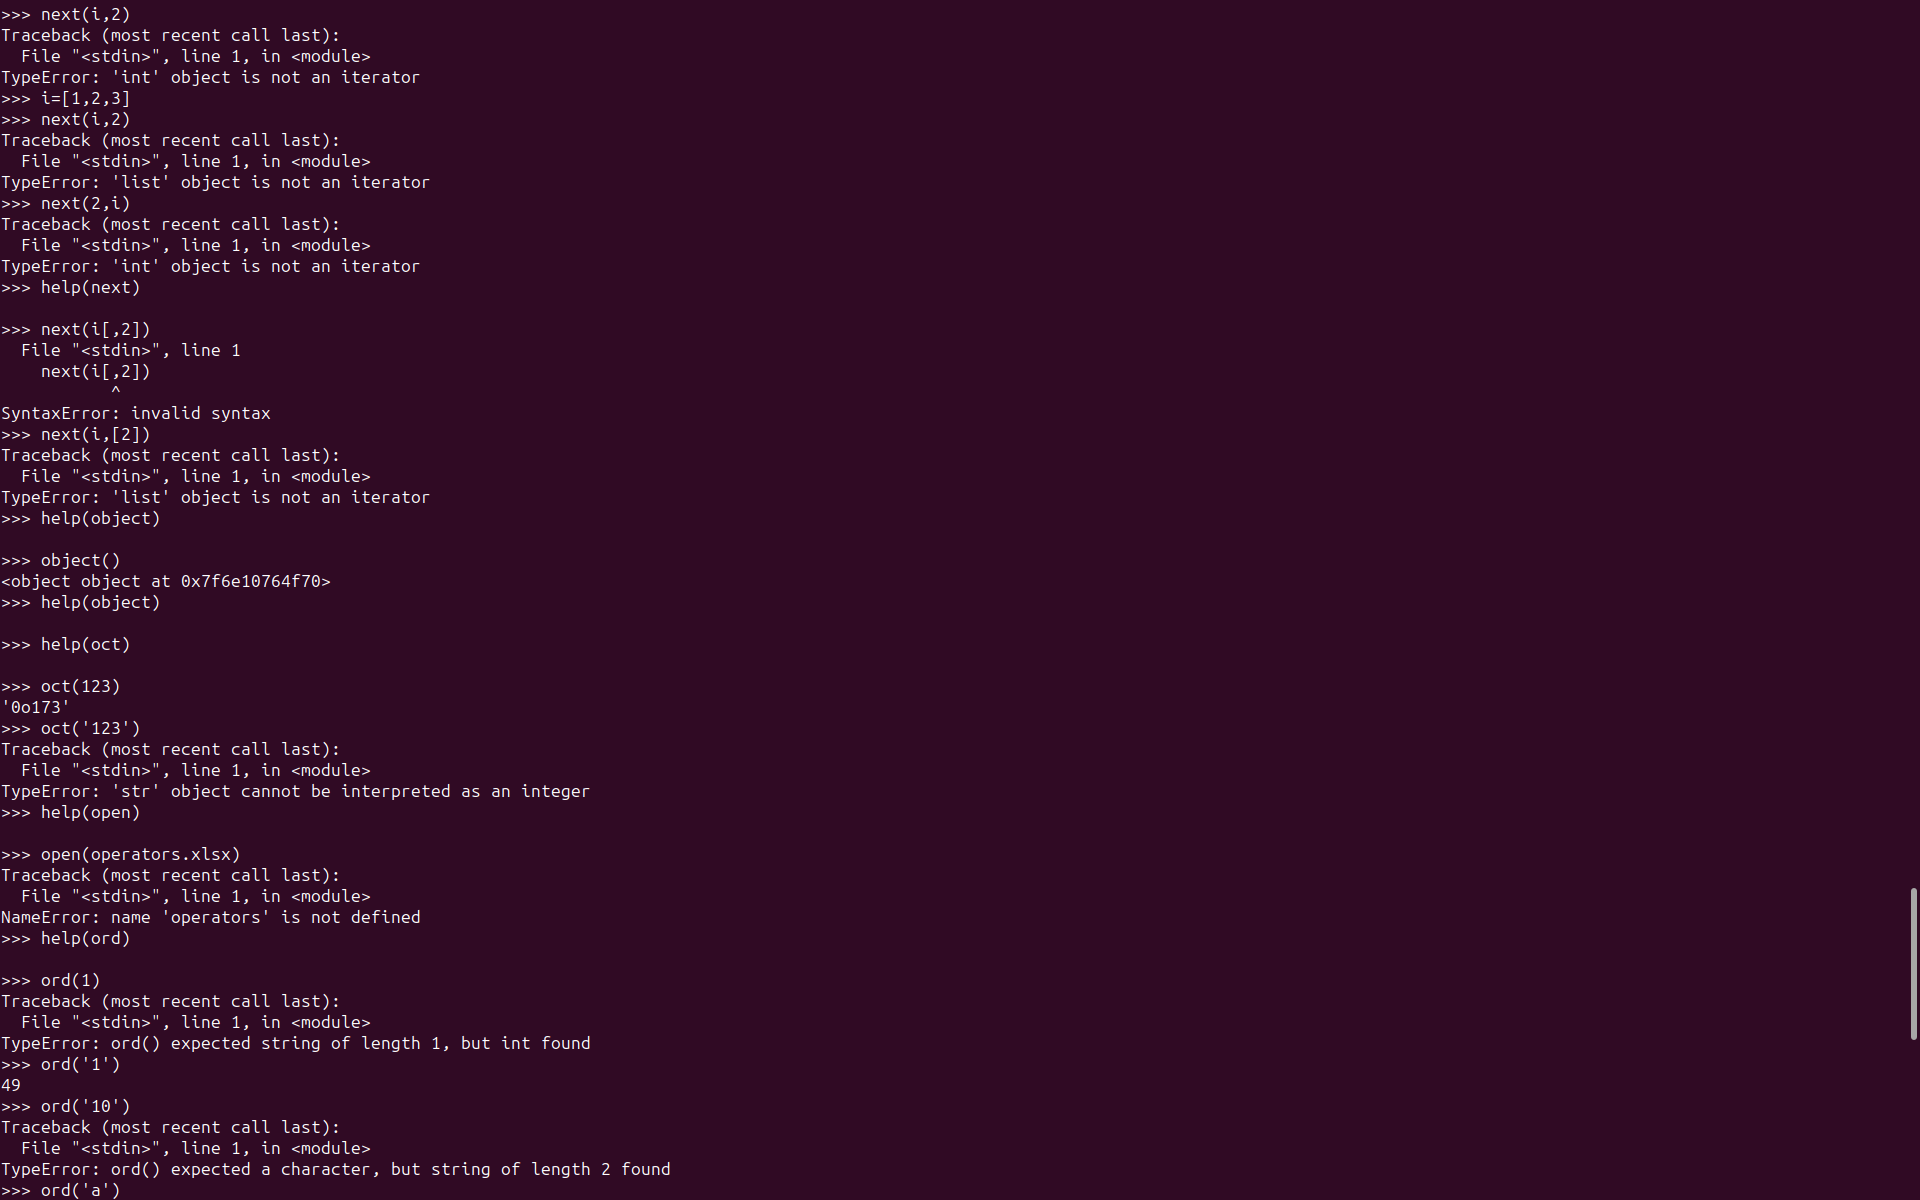 >>> next(i,2)
Traceback (most recent call last):
  File "<stdin>", line 1, in <module>
TypeError: 'int' object is not an iterator
>>> i=[1,2,3]
>>> next(i,2)
Traceback (most recent call last):
  File "<stdin>", line 1, in <module>
TypeError: 'list' object is not an iterator
>>> next(2,i)
Traceback (most recent call last):
  File "<stdin>", line 1, in <module>
TypeError: 'int' object is not an iterator
>>> help(next)

>>> next(i[,2])
  File "<stdin>", line 1
    next(i[,2])
           ^
SyntaxError: invalid syntax
>>> next(i,[2])
Traceback (most recent call last):
  File "<stdin>", line 1, in <module>
TypeError: 'list' object is not an iterator
>>> help(object)

>>> object()
<object object at 0x7f6e10764f70>
>>> help(object)

>>> help(oct)

>>> oct(123)
'0o173'
>>> oct('123')
Traceback (most recent call last):
  File "<stdin>", line 1, in <module>
TypeError: 'str' object cannot be interpreted as an integer
>>> help(open)

>>> open(operators.xlsx)
Traceback (most recent call last):
  File "<stdin>", line 1, in <module>
NameError: name 'operators' is not defined
>>> help(ord)

>>> ord(1)
Traceback (most recent call last):
  File "<stdin>", line 1, in <module>
TypeError: ord() expected string of length 1, but int found
>>> ord('1')
49
>>> ord('10')
Traceback (most recent call last):
  File "<stdin>", line 1, in <module>
TypeError: ord() expected a character, but string of length 2 found
>>> ord('a')